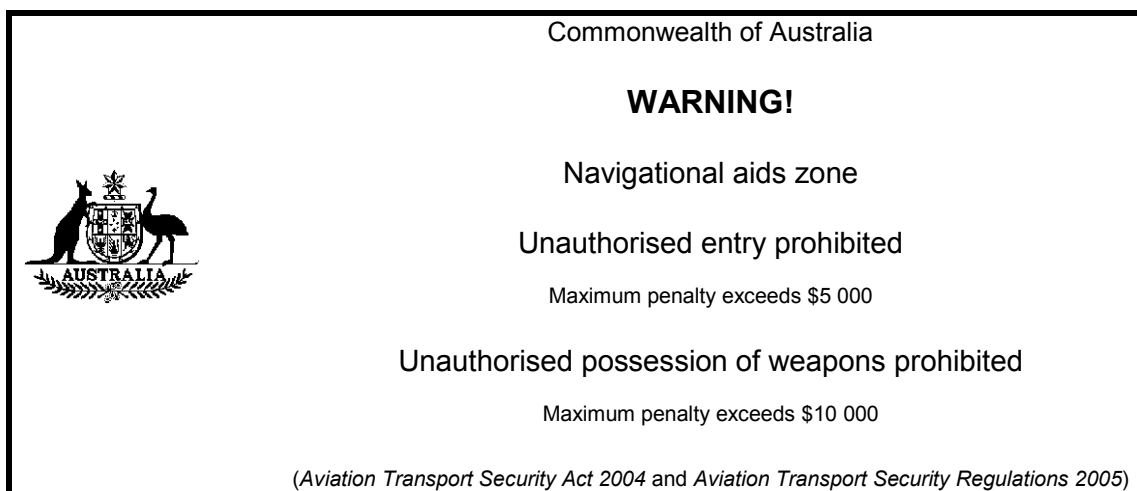 Commonwealth of Australia
WARNING!
Navigational aids zone
Unauthorised entry prohibited
Maximum penalty exceeds $5 000
AUSTRALIA
Unauthorised possession of weapons prohibited
Maximum penalty exceeds $10 000
(Aviation Transport Security Act 2004 and Aviation Transport Security Regulations 2005)